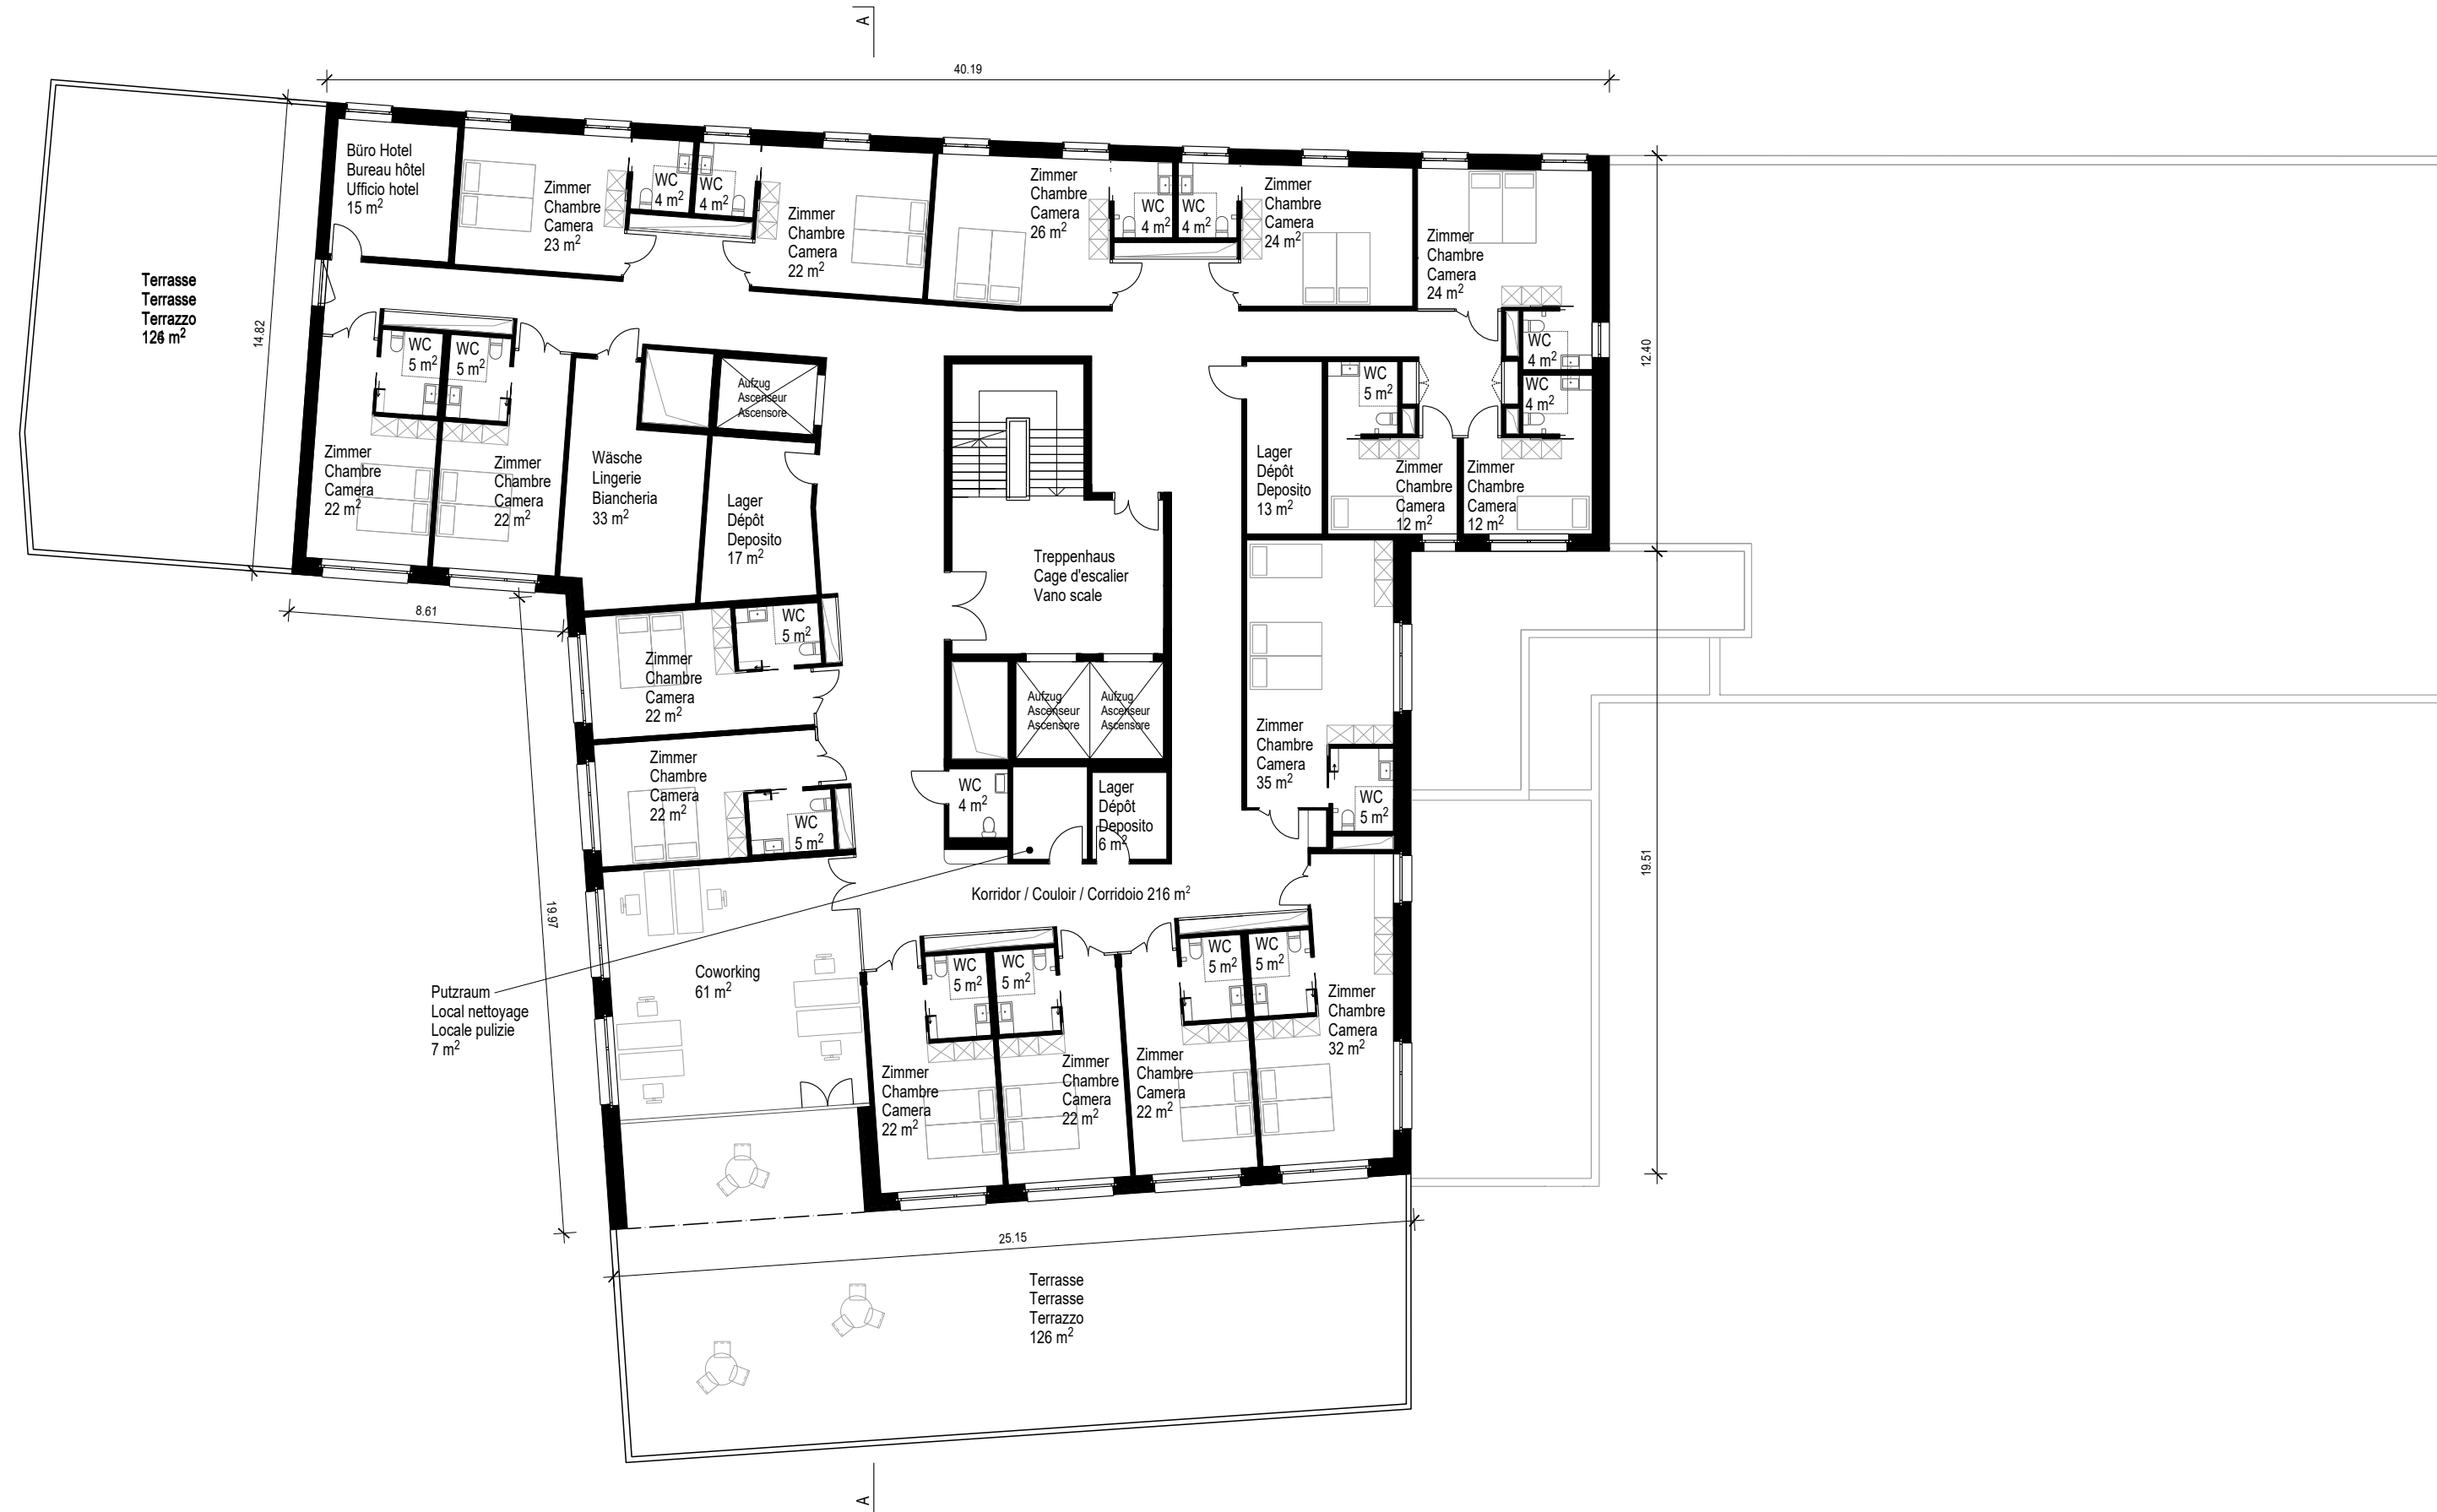 A
40.19
Büro Hotel
Bureau hôtel
Ufficio hotel
15 m²
Zimmer
Chambre
Camera
23 m²
WC
4 m²
WC
4 m²
Zimmer
Chambre
Camera
22 m²
Zimmer
Chambre
Camera
26 m²
WC
4 m²
WC
4 m²
Zimmer
Chambre
Camera
24 m²
Zimmer
Chambre
Camera
24 m²
WC
4 m²
WC
4 m²
Terrasse
Terrasse
Terrazzo
14.82
12.40
WC
5 m²
WC
5 m²
Zimmer
Chambre
Camera
22 m²
Zimmer
Chambre
Camera
22 m²
Wäsche
Lingerie
Biancheria
33 m²
Aufzug
Ascenseur
Ascensore
Lager
Dépôt
Deposito
17 m²
Lager
Dépôt
Deposito
13 m²
WC
5 m²
Zimmer
Chambre
Camera
12 m²
Zimmer
Chambre
Camera
12 m²
Treppenhaus
Cage d'escalier
Vano scale
8.61
WC
5 m²
Zimmer
Chambre
Camera
22 m²
Aufzug
Ascenseur
Ascensore
Aufzug
Ascenseur
Ascensore
Zimmer
Chambre
Camera
35 m²
WC
5 m²
Zimmer
Chambre
Camera
22 m²
WC
5 m²
WC
4 m²
Lager
Dépôt
Deposito
6 m²
19.51
19.97
Korridor / Couloir / Corridoio 216 m²
Coworking
61 m²
Putzraum
Local nettoyage
Locale pulizie
7 m²
WC
5 m²
WC
5 m²
WC
5 m²
WC
5 m²
Zimmer
Chambre
Camera
22 m²
Zimmer
Chambre
Camera
22 m²
Zimmer
Chambre
Camera
22 m²
Zimmer
Chambre
Camera
32 m²
25.15
Terrasse
Terrasse
Terrazzo
126 m²
A